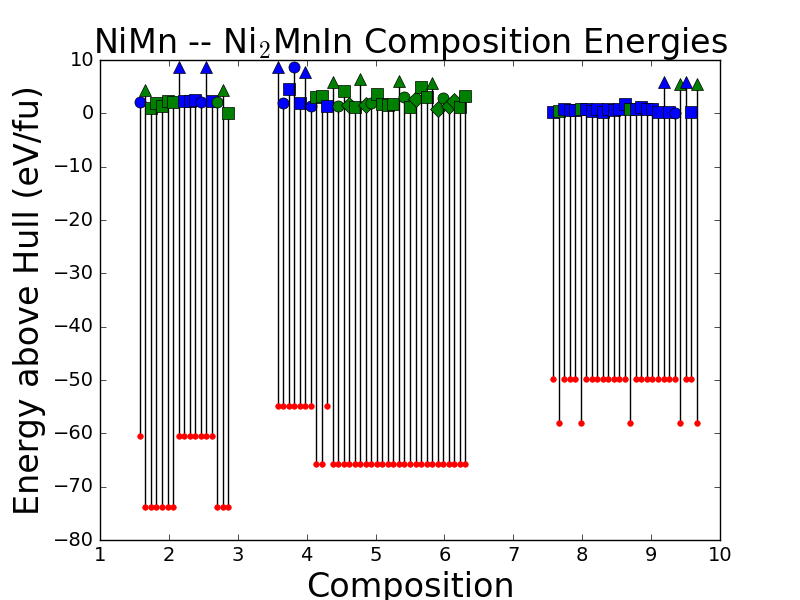 NiMn -- Ni₂MnIn Composition Energies
Energy above Hull (eV/fu)
10
0
−10
−20
−30
−40
−50
−60
−70
−80
1 2 3 4 5 6 7 8 9 10
Composition